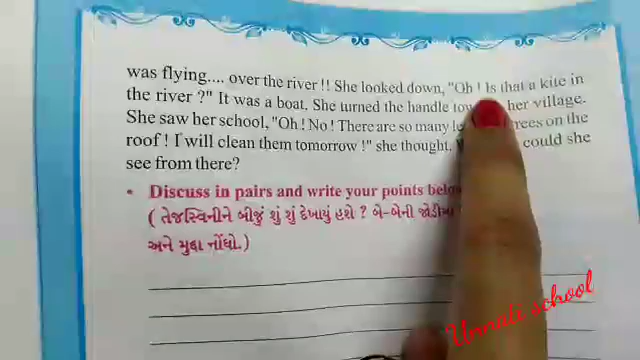 was flying.... over the river !! She looked down, "Oh ! Is that a kite in
the river ?" It was a boat. She turned the handle her village.
She saw her school, "Oh! No! There are so many on the
roof! I will clean them tomorrow !" she thought. could she
see from there?
• Discuss in pairs and write your points
( તેજસ્વિનીને બીજું શું શું દેખાયું હશે ? બે-બેની
અને મુદ્દા નોંધો.)
Unnati school